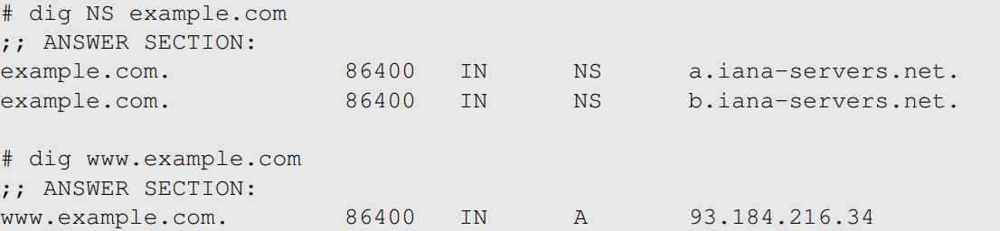 # dig NS example.com
;; ANSWER SECTION:
example.com. 86400 IN NS a.iana-servers.net.
example.com. 86400 IN NS b.iana-servers.net.
# dig www.example.com
;; ANSWER SECTION:
www.example.com. 86400 IN A 93.184.216.34